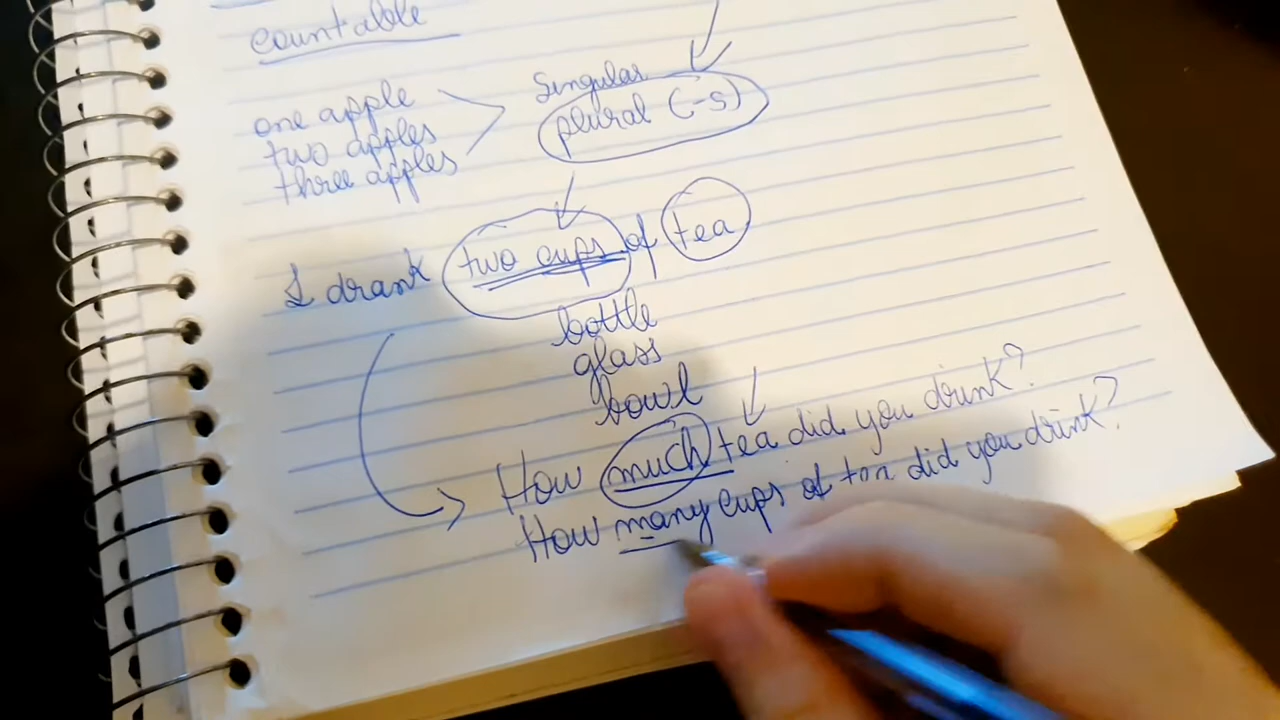 countable
one apple
two apples
three apples
Singular
plural (-s)
I drank two cups of tea
bottle
glass
bowl
How much tea did you drink?
How many cups of tea did you drink?